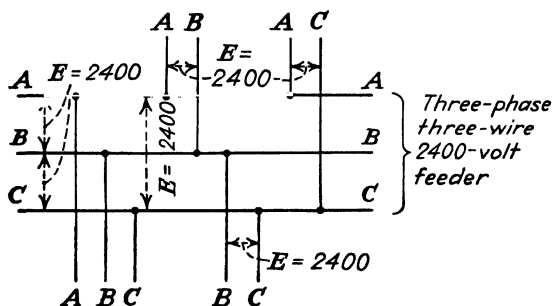 A B A C
E=
2400
A E=2400 A
E=2400
B B
C C
Three-phase
three-wire
2400-volt
feeder
E=2400
A B C B C